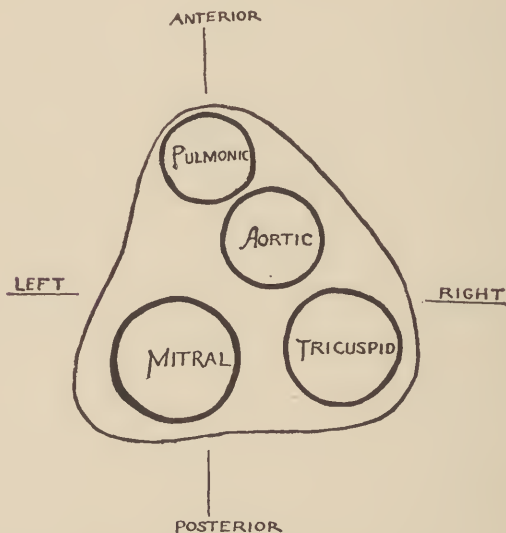 ANTERIOR
PULMONIC
AORTIC
LEFT
RIGHT
MITRAL
TRICUSPID
POSTERIOR